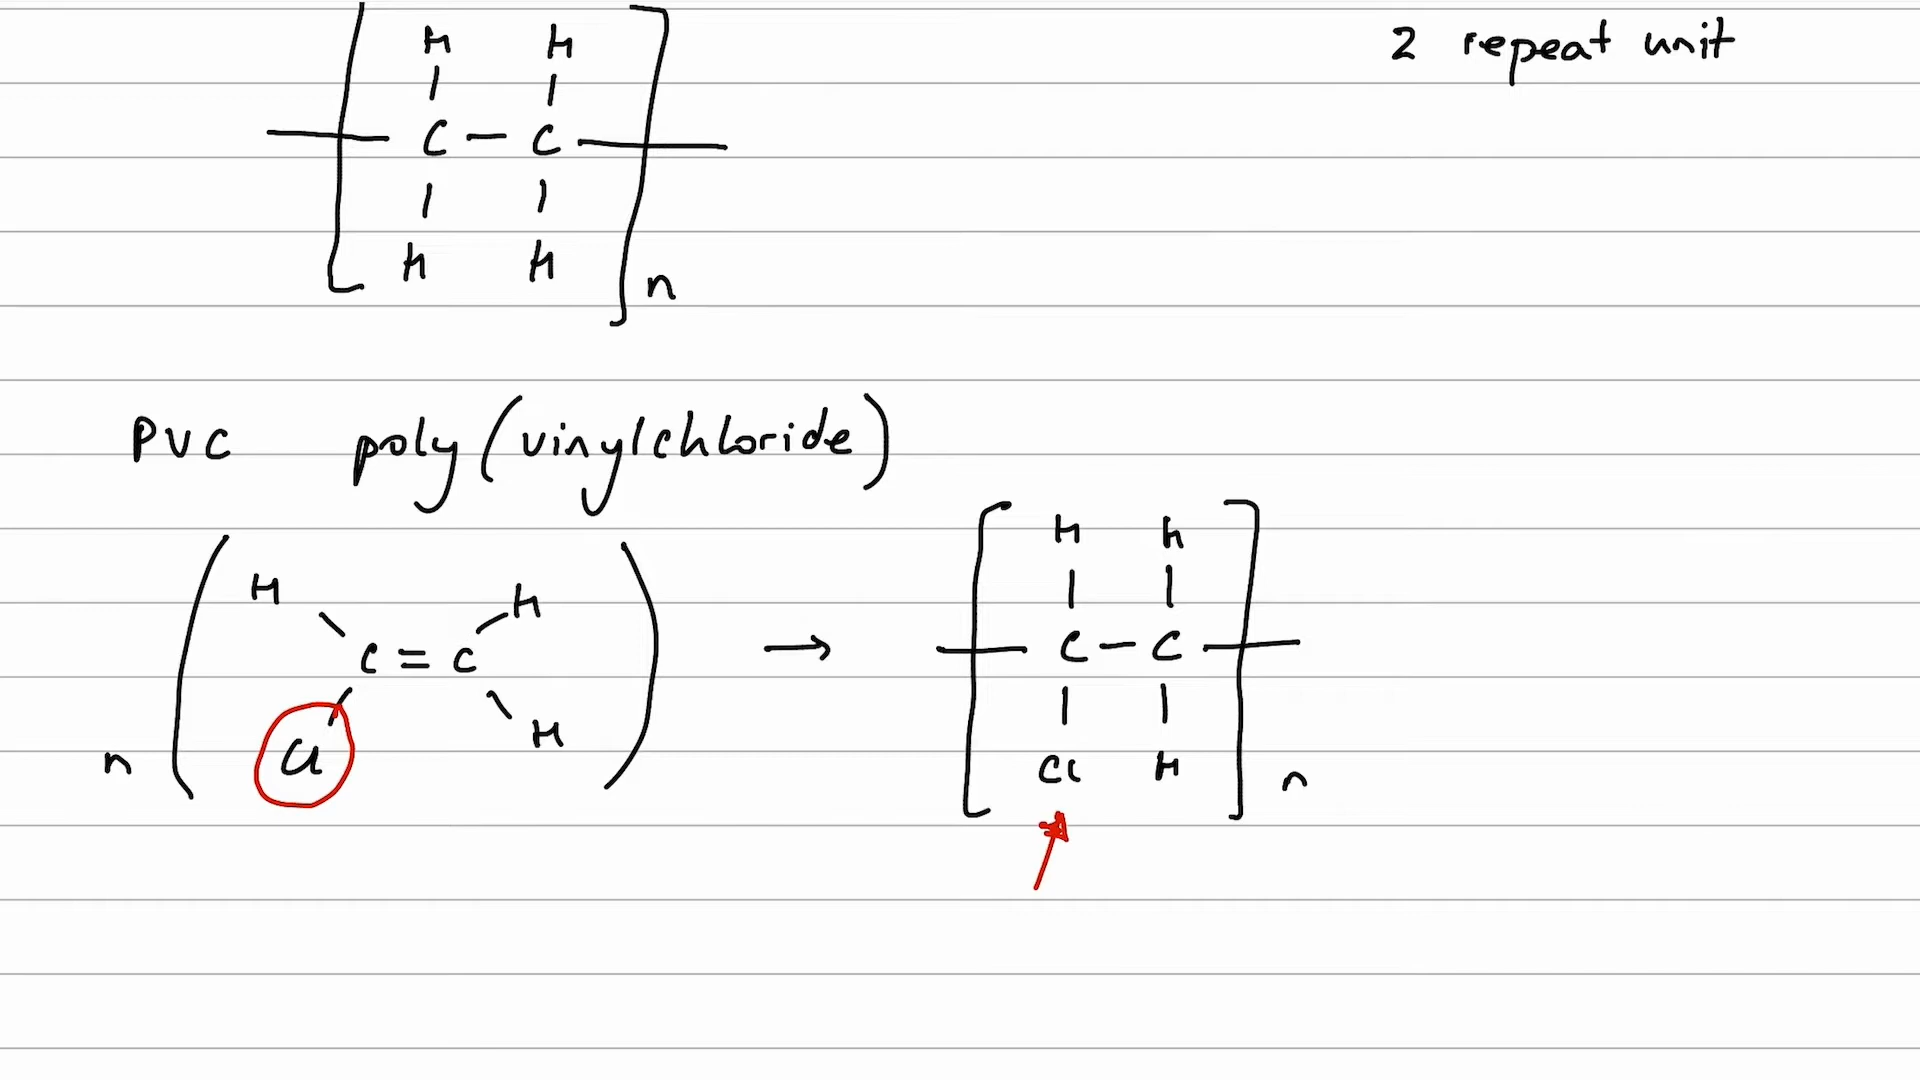 H H
2 repeat unit
C - C
H H
n
PVC poly(vinylchloride)
H H
C = C
Cl H
n
→
H H
C - C
Cl H
n